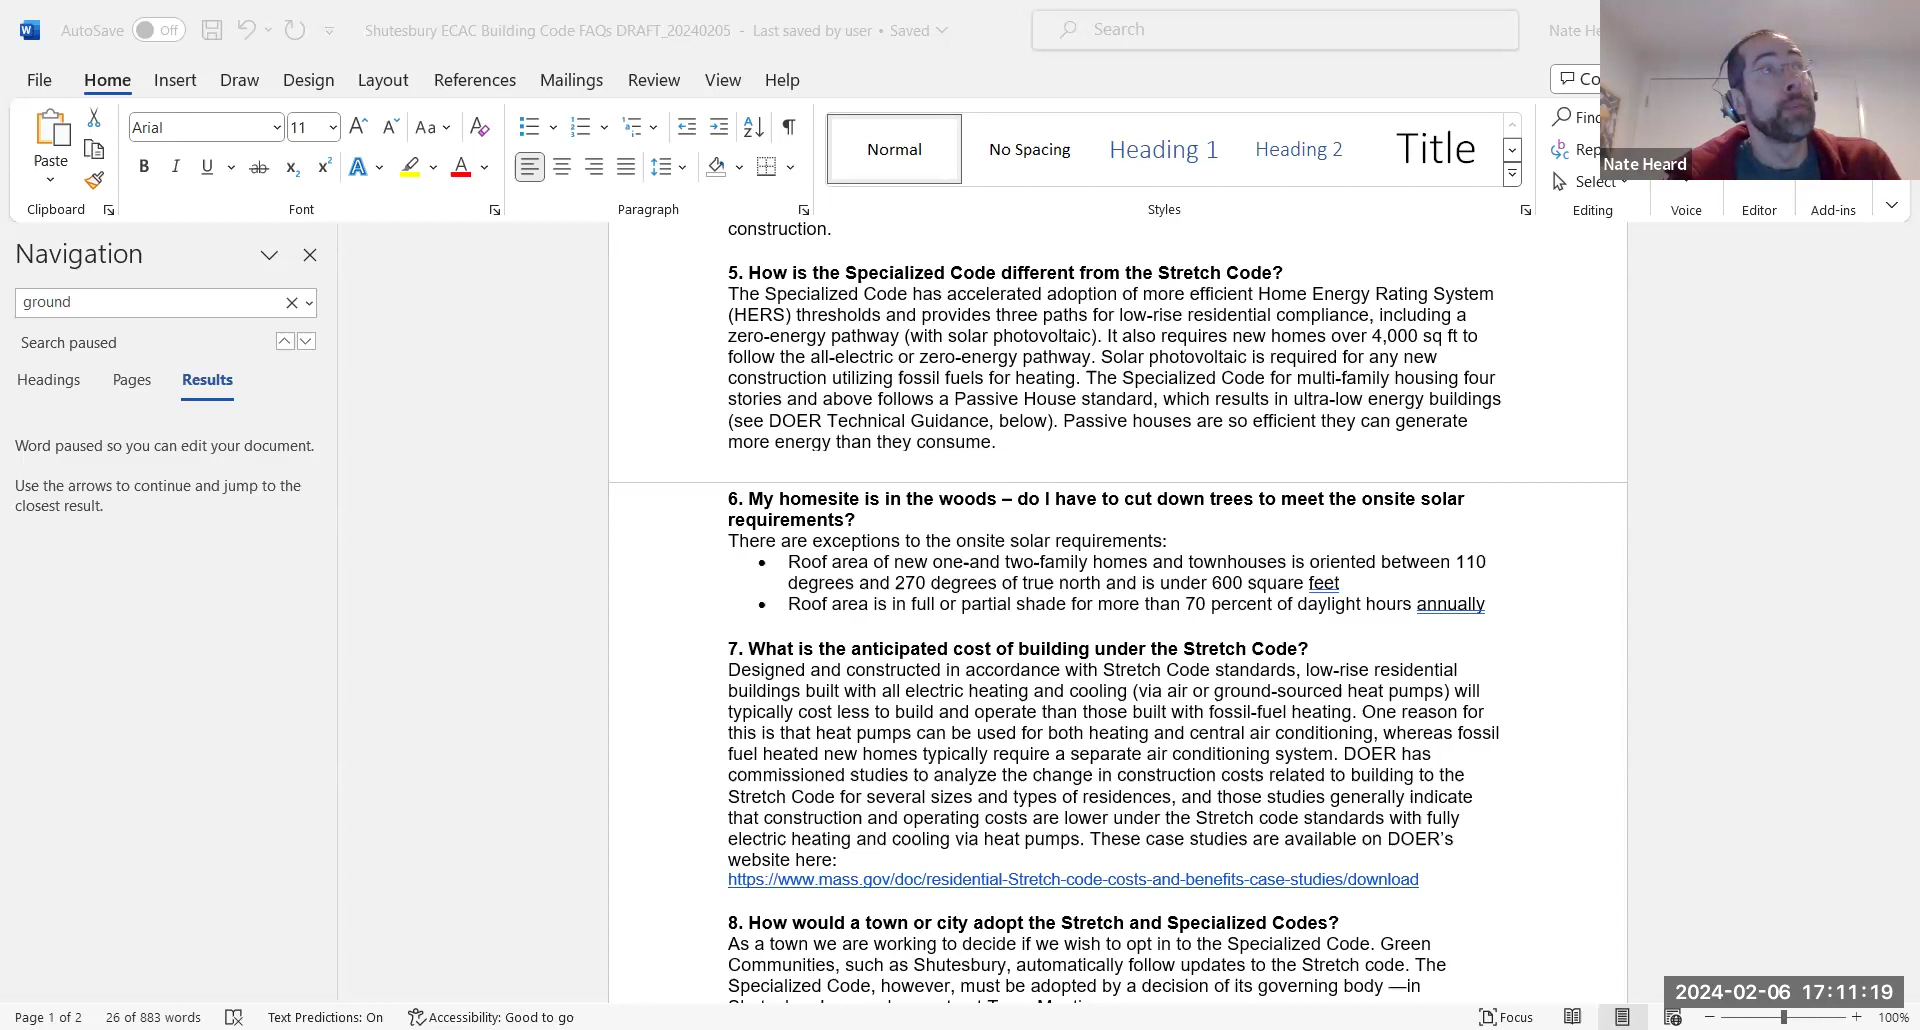 AutoSave Off Shutesbury ECAC Building Code FAQs DRAFT_20240205 - Last saved by user • Saved Search Nate He
File Home Insert Draw Design Layout References Mailings Review View Help Co
Paste Arial 11 Aa Normal No Spacing Heading 1 Heading 2 Title Find
B I U ab x2 x2 A A Rep
Nate Heard
Select
Clipboard Font Paragraph Styles Editing Voice Editor Add-ins
Navigation
ground
Search paused
Headings Pages Results
Word paused so you can edit your document.
Use the arrows to continue and jump to the
closest result.
construction.
5. How is the Specialized Code different from the Stretch Code?
The Specialized Code has accelerated adoption of more efficient Home Energy Rating System
(HERS) thresholds and provides three paths for low-rise residential compliance, including a
zero-energy pathway (with solar photovoltaic). It also requires new homes over 4,000 sq ft to
follow the all-electric or zero-energy pathway. Solar photovoltaic is required for any new
construction utilizing fossil fuels for heating. The Specialized Code for multi-family housing four
stories and above follows a Passive House standard, which results in ultra-low energy buildings
(see DOER Technical Guidance, below). Passive houses are so efficient they can generate
more energy than they consume.
6. My homesite is in the woods – do I have to cut down trees to meet the onsite solar
requirements?
There are exceptions to the onsite solar requirements:
• Roof area of new one-and two-family homes and townhouses is oriented between 110
degrees and 270 degrees of true north and is under 600 square feet
• Roof area is in full or partial shade for more than 70 percent of daylight hours annually
7. What is the anticipated cost of building under the Stretch Code?
Designed and constructed in accordance with Stretch Code standards, low-rise residential
buildings built with all electric heating and cooling (via air or ground-sourced heat pumps) will
typically cost less to build and operate than those built with fossil-fuel heating. One reason for
this is that heat pumps can be used for both heating and central air conditioning, whereas fossil
fuel heated new homes typically require a separate air conditioning system. DOER has
commissioned studies to analyze the change in construction costs related to building to the
Stretch Code for several sizes and types of residences, and those studies generally indicate
that construction and operating costs are lower under the Stretch code standards with fully
electric heating and cooling via heat pumps. These case studies are available on DOER’s
website here:
https://www.mass.gov/doc/residential-Stretch-code-costs-and-benefits-case-studies/download
8. How would a town or city adopt the Stretch and Specialized Codes?
As a town we are working to decide if we wish to opt in to the Specialized Code. Green
Communities, such as Shutesbury, automatically follow updates to the Stretch code. The
Specialized Code, however, must be adopted by a decision of its governing body —in
2024-02-06 17:11:19
Page 1 of 2 26 of 883 words Text Predictions: On Accessibility: Good to go Focus 100%